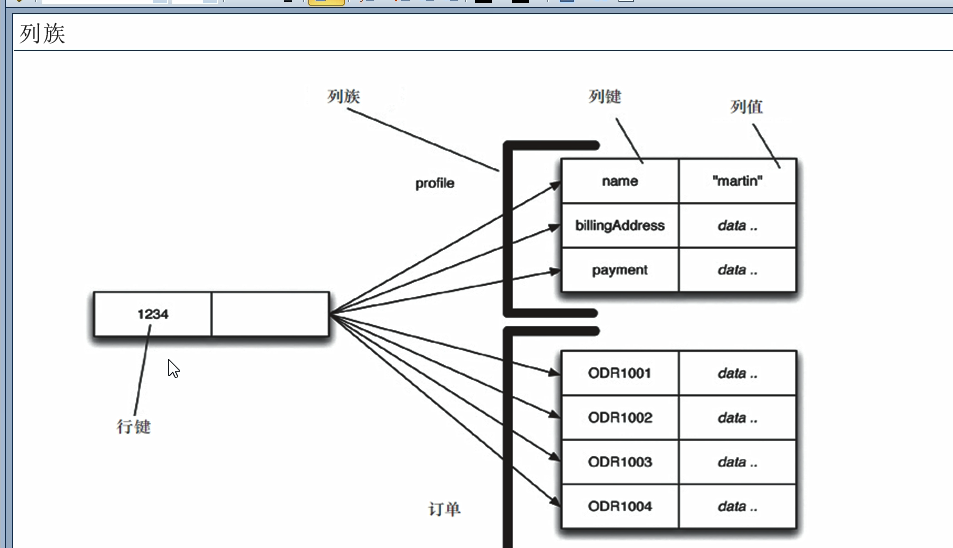 列族
列族
列键
列值
profile
name
"martin"
billingAddress
data ..
payment
data ..
1234
行键
ODR1001
data ..
ODR1002
data ..
ODR1003
data ..
ODR1004
data ..
订单